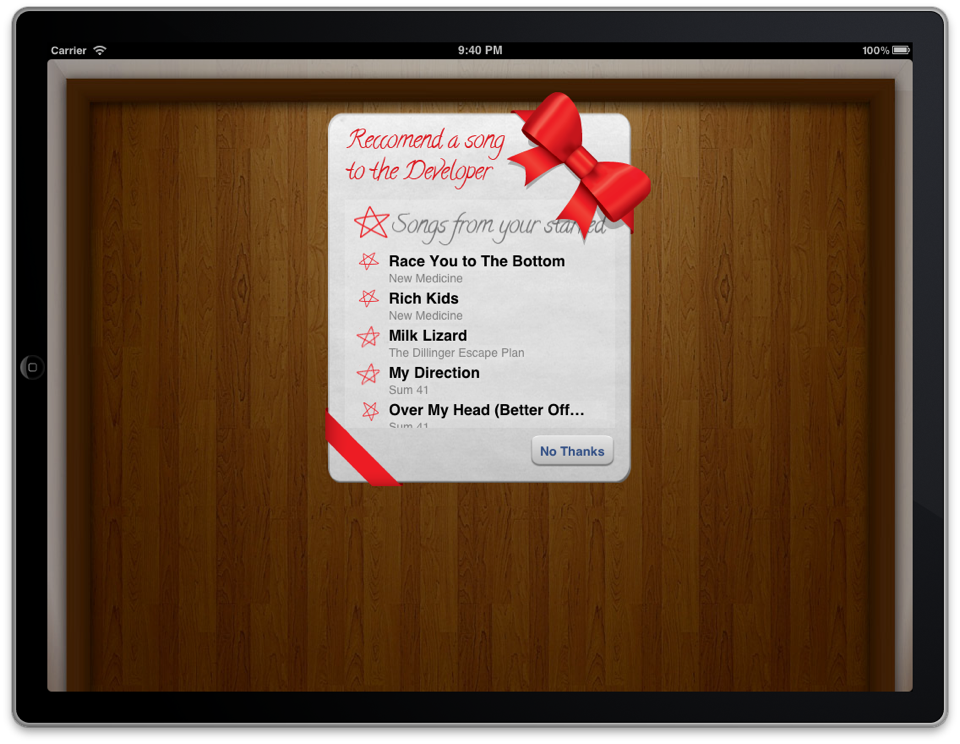 Carrier 9:40 PM 100%
Reccomend a song
to the Developer
Songs from your starred
Race You to The Bottom
New Medicine
Rich Kids
New Medicine
Milk Lizard
The Dillinger Escape Plan
My Direction
Sum 41
Over My Head (Better Off...
Sum 41
No Thanks